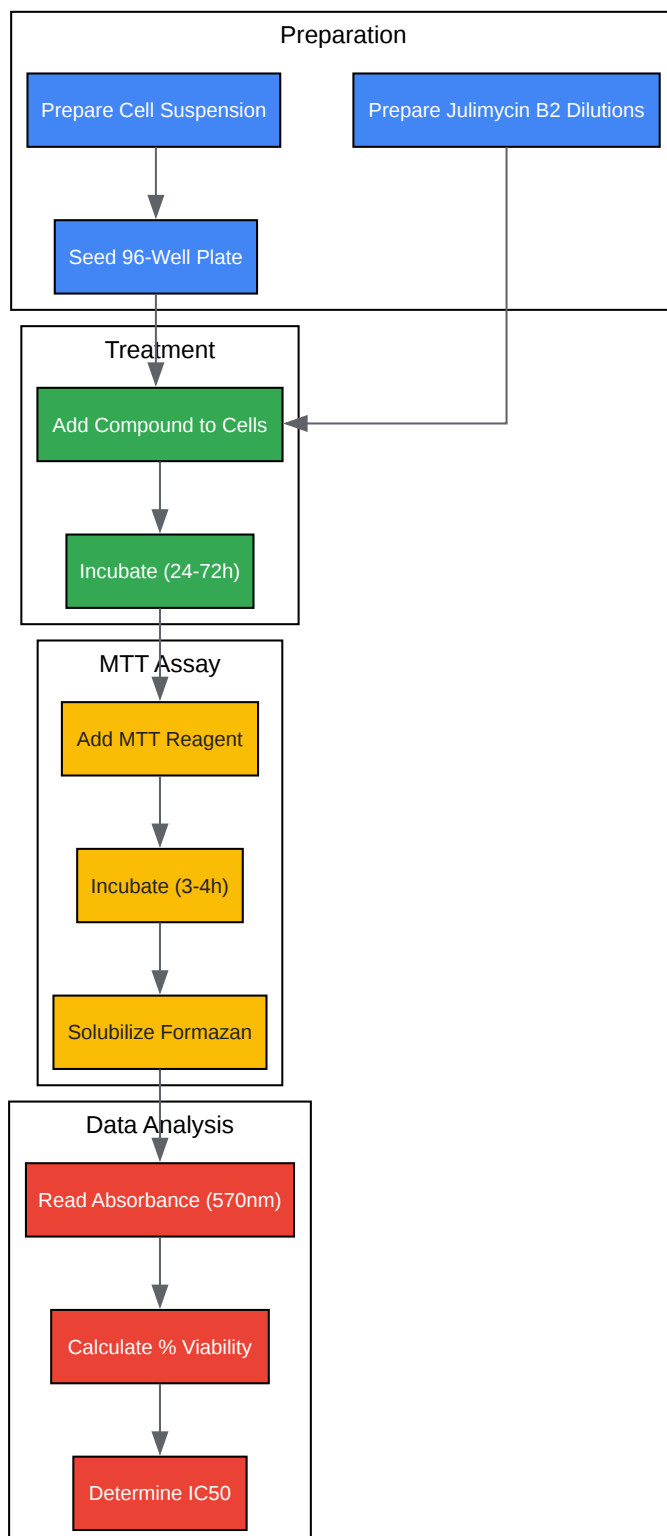 Preparation
Prepare Cell Suspension
Prepare Julimycin B2 Dilutions
Seed 96-Well Plate
Treatment
Add Compound to Cells
Incubate (24-72h)
MTT Assay
Add MTT Reagent
Incubate (3-4h)
Solubilize Formazan
Data Analysis
Read Absorbance (570nm)
Calculate % Viability
Determine IC50